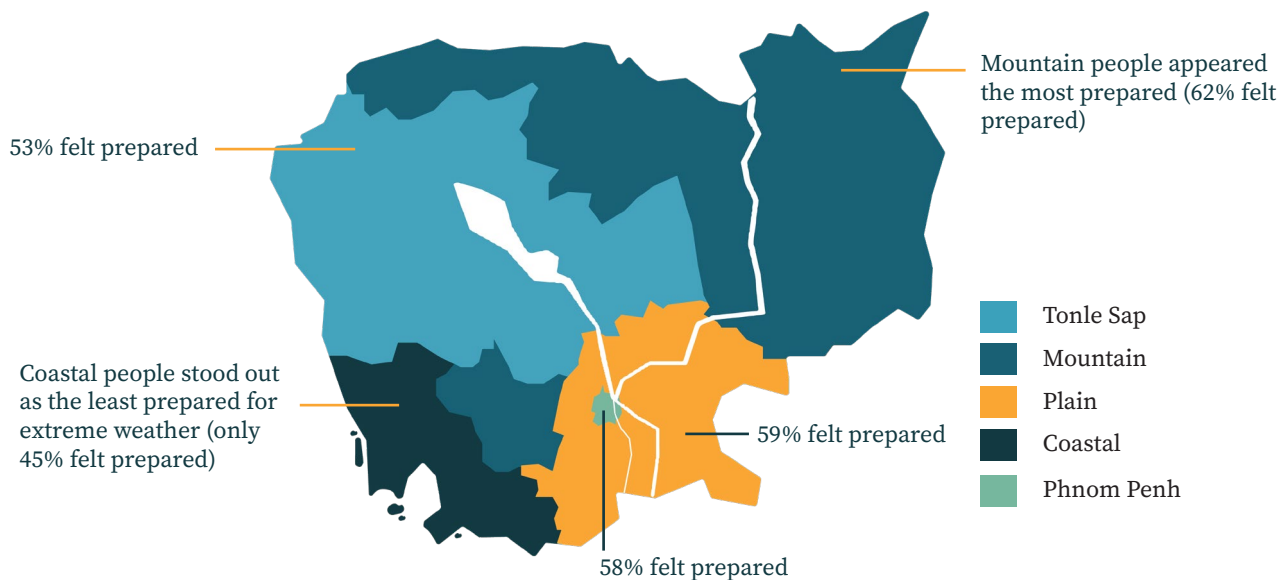 Mountain people appeared
the most prepared (62% felt
prepared)
53% felt prepared
Coastal people stood out
as the least prepared for
extreme weather (only
45% felt prepared)
59% felt prepared
58% felt prepared
Tonle Sap
Mountain
Plain
Coastal
Phnom Penh